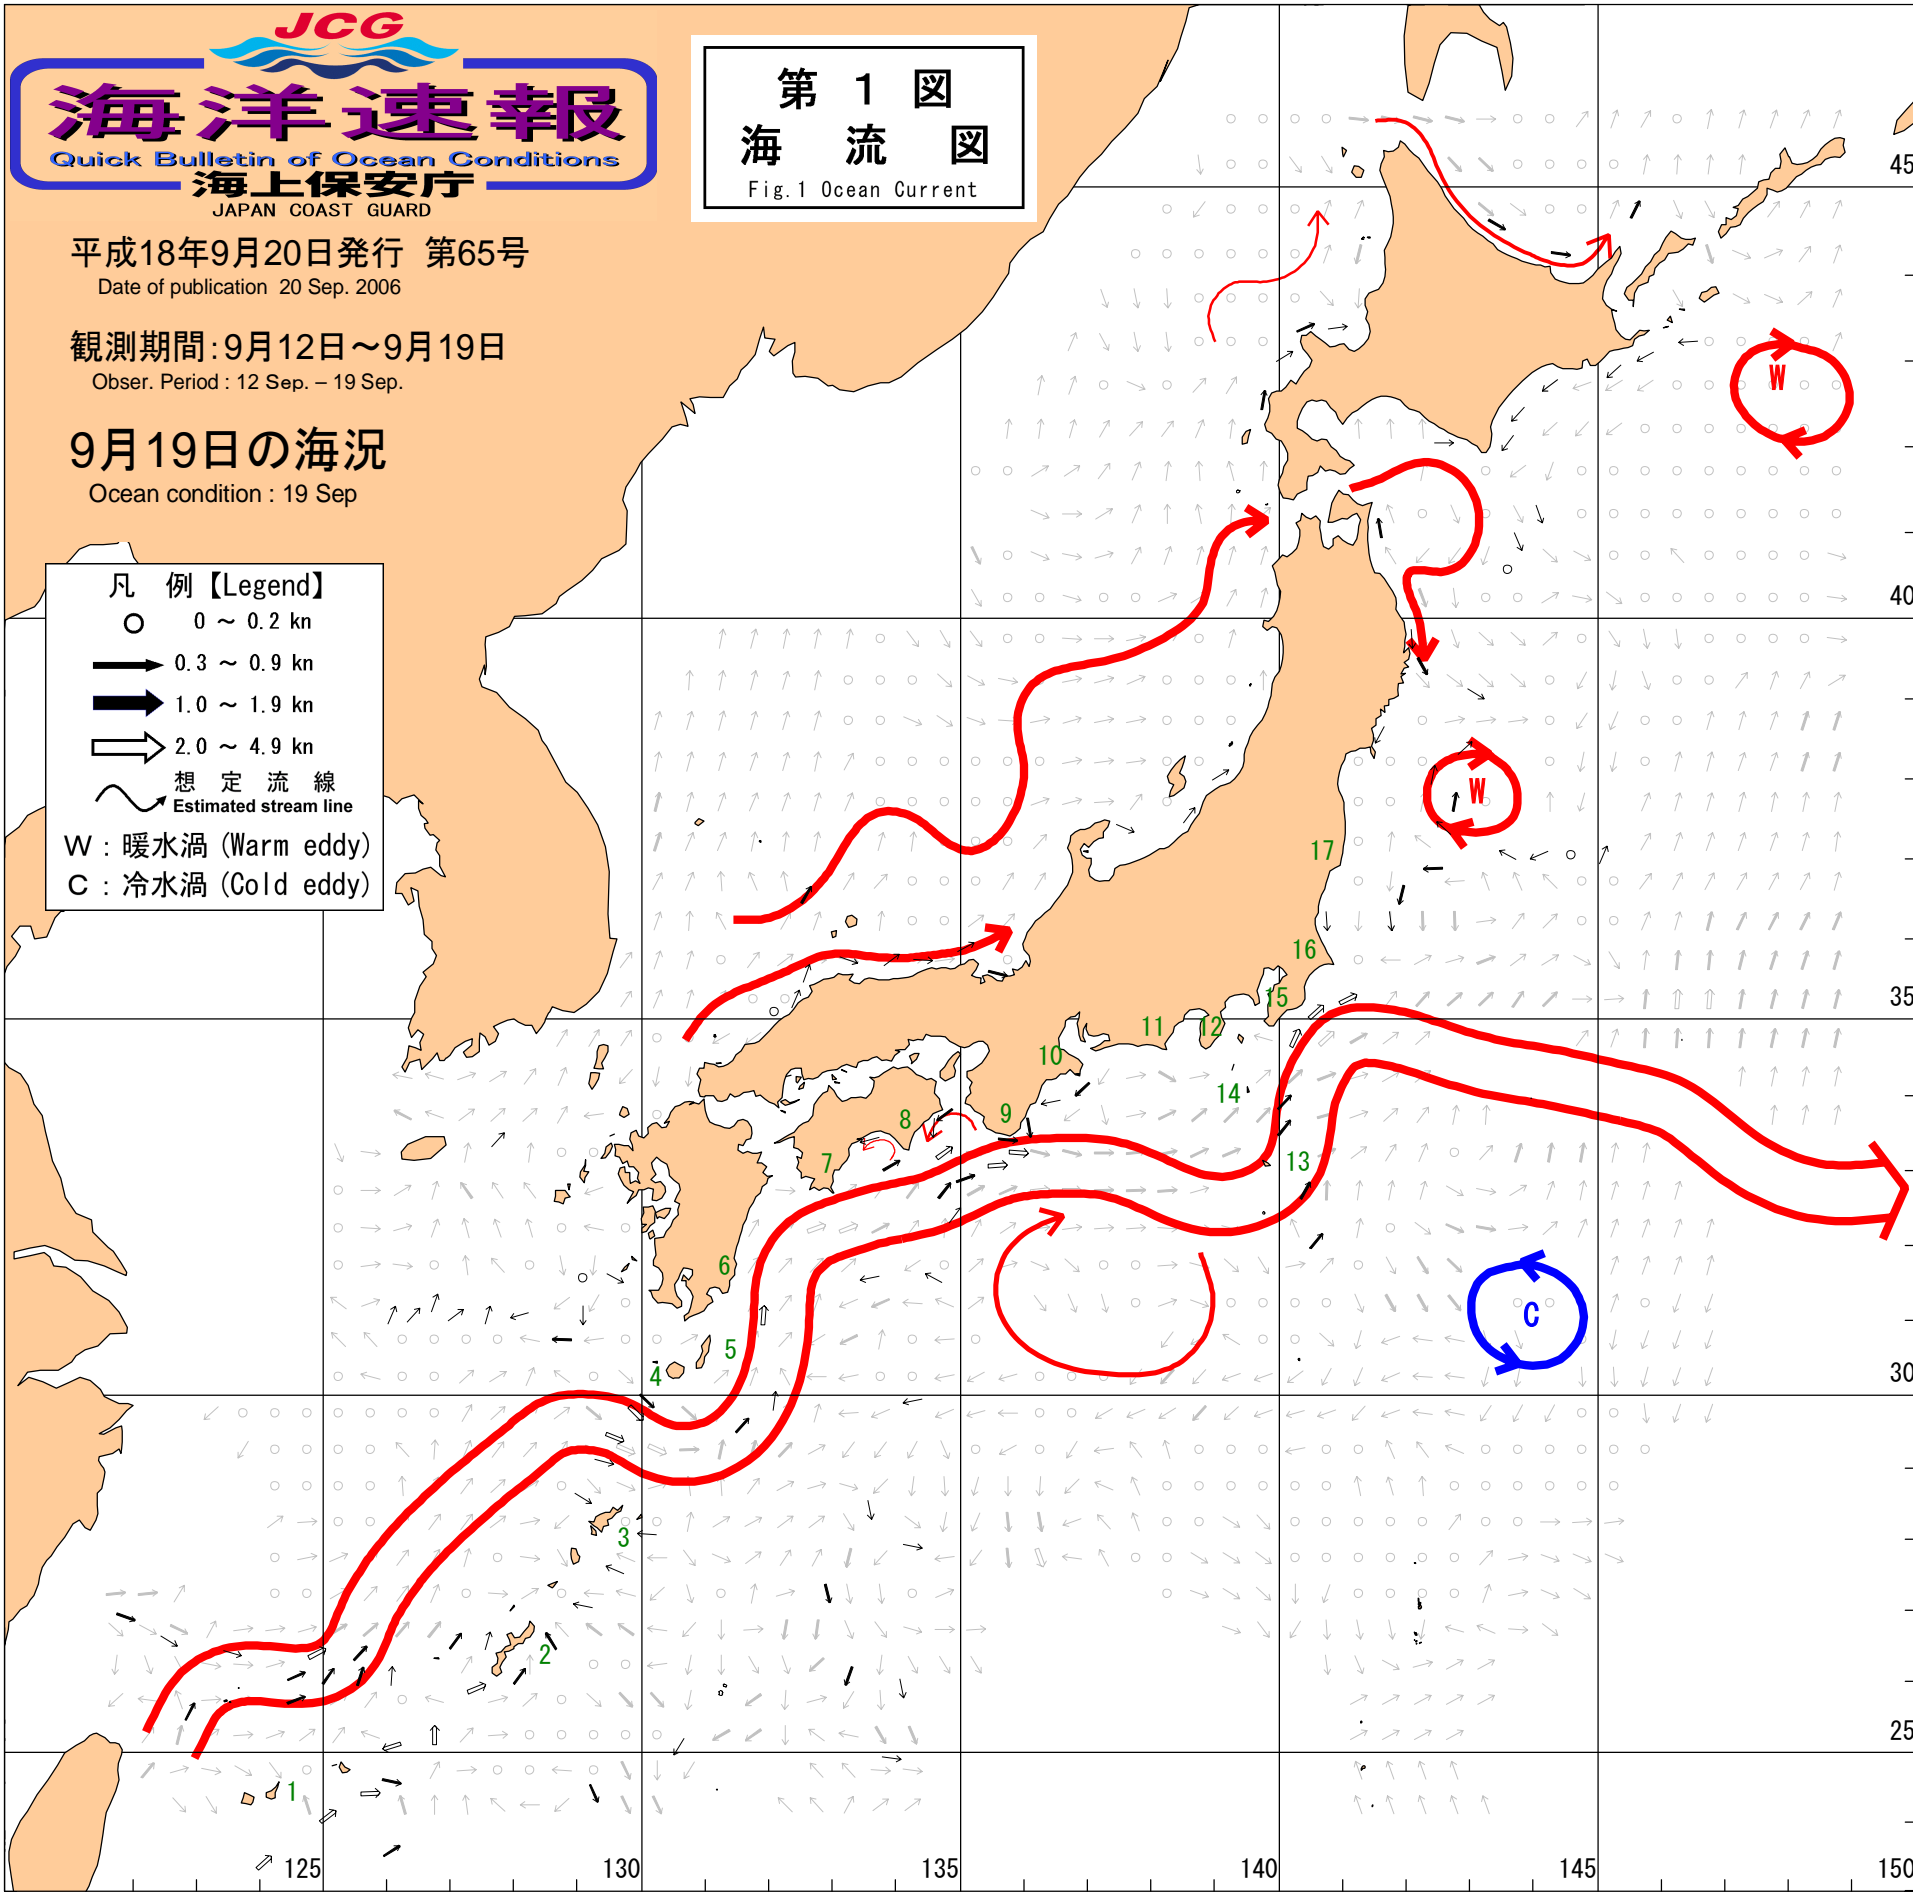 JCG
海洋速報
Quick Bulletin of Ocean Conditions
海上保安庁
JAPAN COAST GUARD
平成18年9月20日発行 第65号
Date of publication 20 Sep. 2006
観測期間:9月12日～9月19日
Obser. Period : 12 Sep. – 19 Sep.
9月19日の海況
Ocean condition : 19 Sep
第 1 図
海 流 図
Fig.1 Ocean Current
凡 例【Legend】
0 ～ 0.2 kn
0.3 ～ 0.9 kn
1.0 ～ 1.9 kn
2.0 ～ 4.9 kn
想 定 流 線
Estimated stream line
W : 暖水渦 (Warm eddy)
C : 冷水渦 (Cold eddy)
45
W
40
W
17
16
15
35
11
12
10
14
8
9
7
13
6
C
5
4
30
3
2
25
1
125
130
135
140
145
150